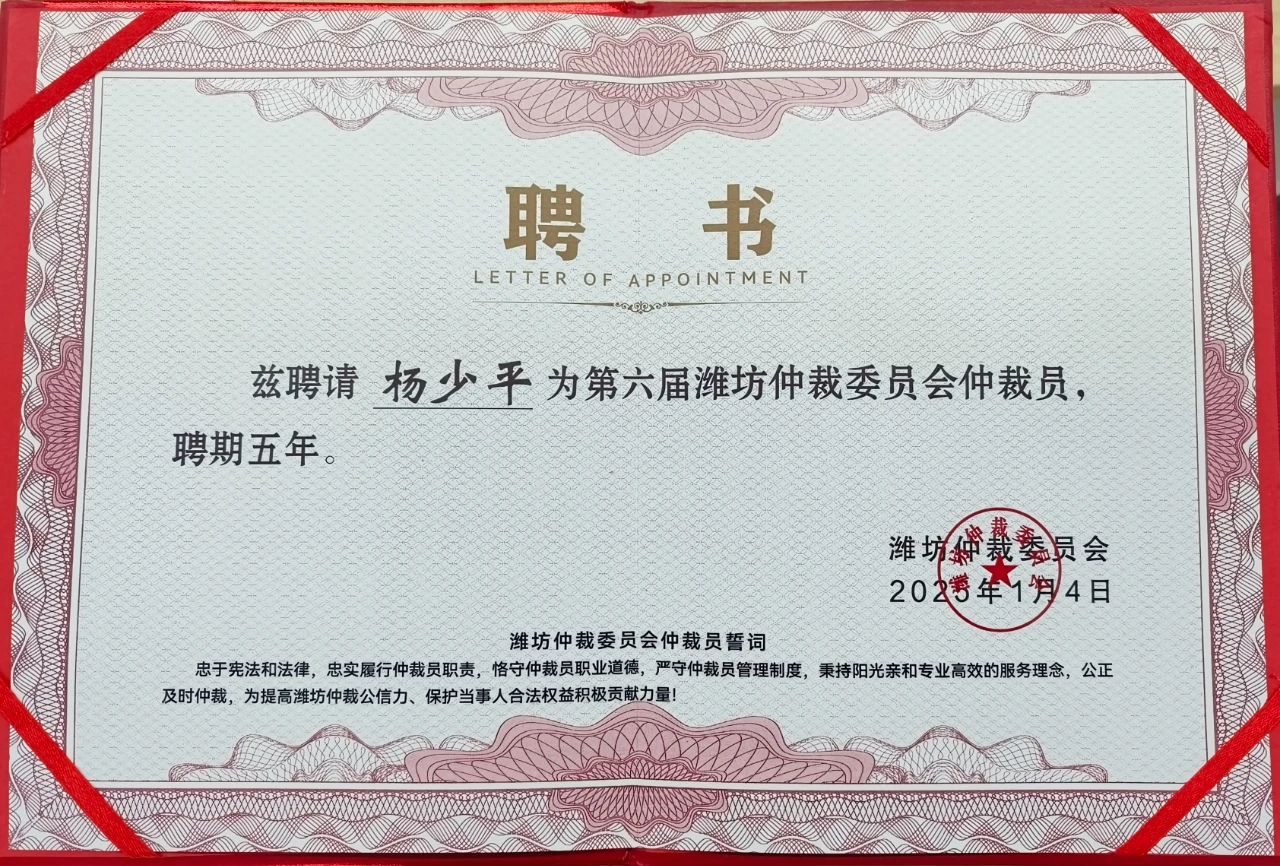 聘 书
LETTER OF APPOINTMENT
兹聘请 杨少平 为第六届潍坊仲裁委员会仲裁员，
聘期五年。
潍坊仲裁委员会
2025年1月4日
潍坊仲裁委员会
潍坊仲裁委员会仲裁员誓词
忠于宪法和法律，忠实履行仲裁员职责，恪守仲裁员职业道德，严守仲裁员管理制度，秉持阳光亲和专业高效的服务理念，公正
及时仲裁，为提高潍坊仲裁公信力、保护当事人合法权益积极贡献力量！